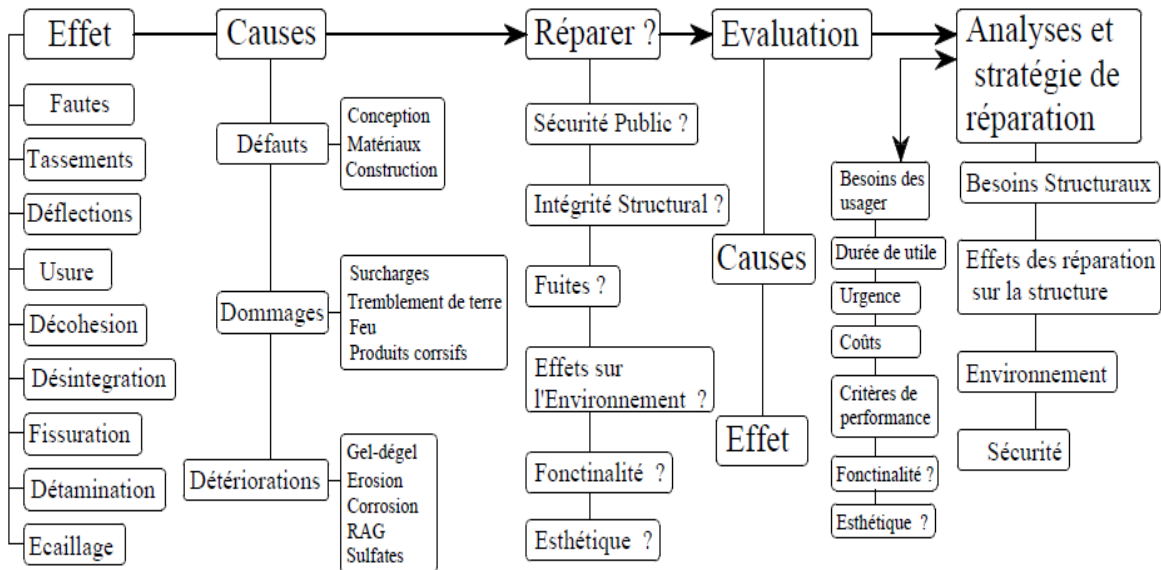 Effet
Fautes
Tassements
Déflections
Usure
Décohesion
Désintegration
Fissuration
Détamination
Ecaillage
Causes
Défauts
Conception
Matériaux
Construction
Dommages
Surcharges
Tremblement de terre
Feu
Produits corrsifs
Détériorations
Gel-dégel
Erosion
Corrosion
RAG
Sulfates
Réparer ?
Sécurité Public ?
Intégrité Structural ?
Fuites ?
Effets sur
l'Environnement ?
Fonctinalité ?
Esthétique ?
Evaluation
Causes
Effet
Analyses et
stratégie de
réparation
Besoins des
usager
Durée de utile
Urgence
Coûts
Critères de
performance
Fonctinalité ?
Esthétique ?
Besoins Structuraux
Effets des réparation
sur la structure
Environnement
Sécurité